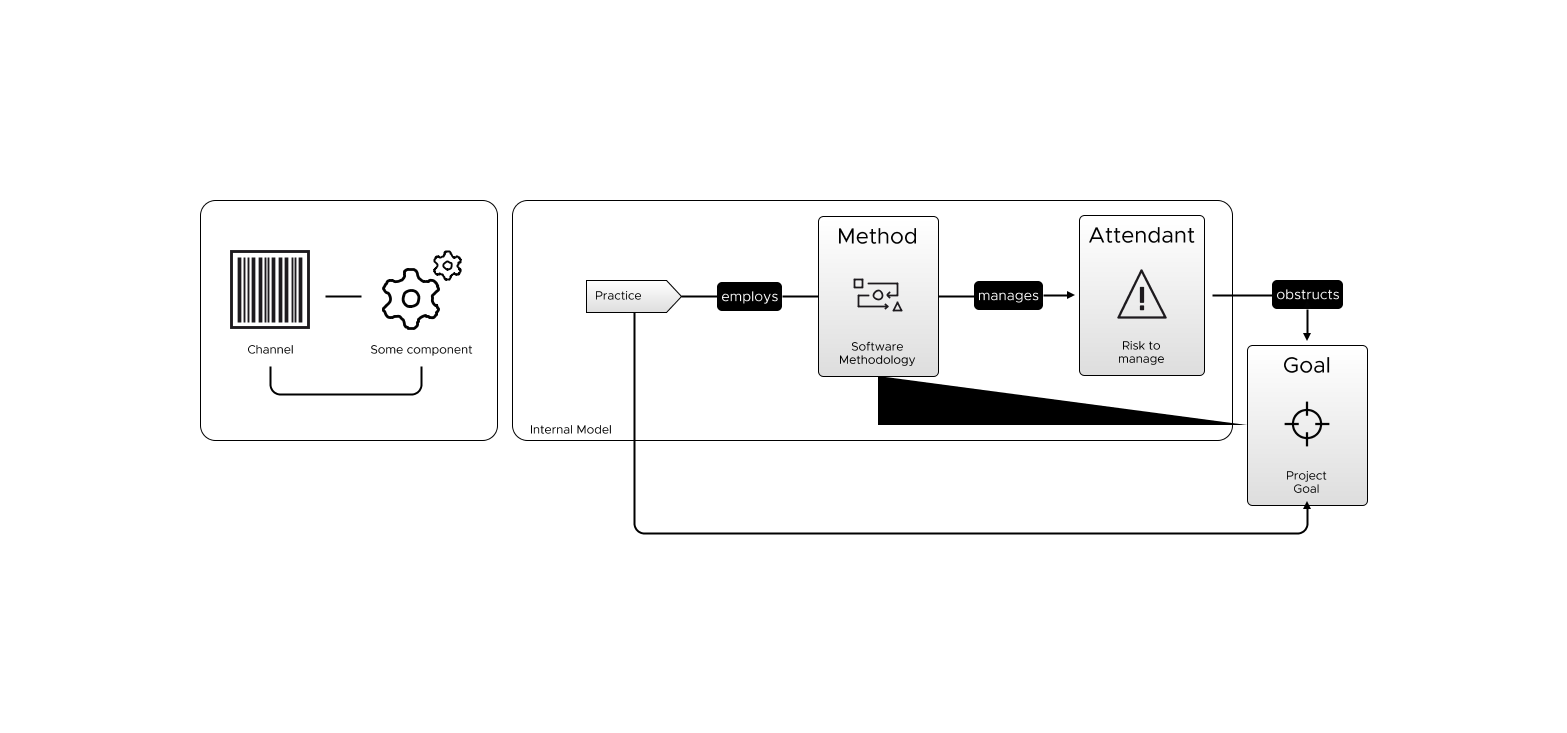 Channel
Some component
Internal Model
Practice
employs
Method
Software
Methodology
manages
Attendant
Risk to
manage
obstructs
Goal
Project
Goal